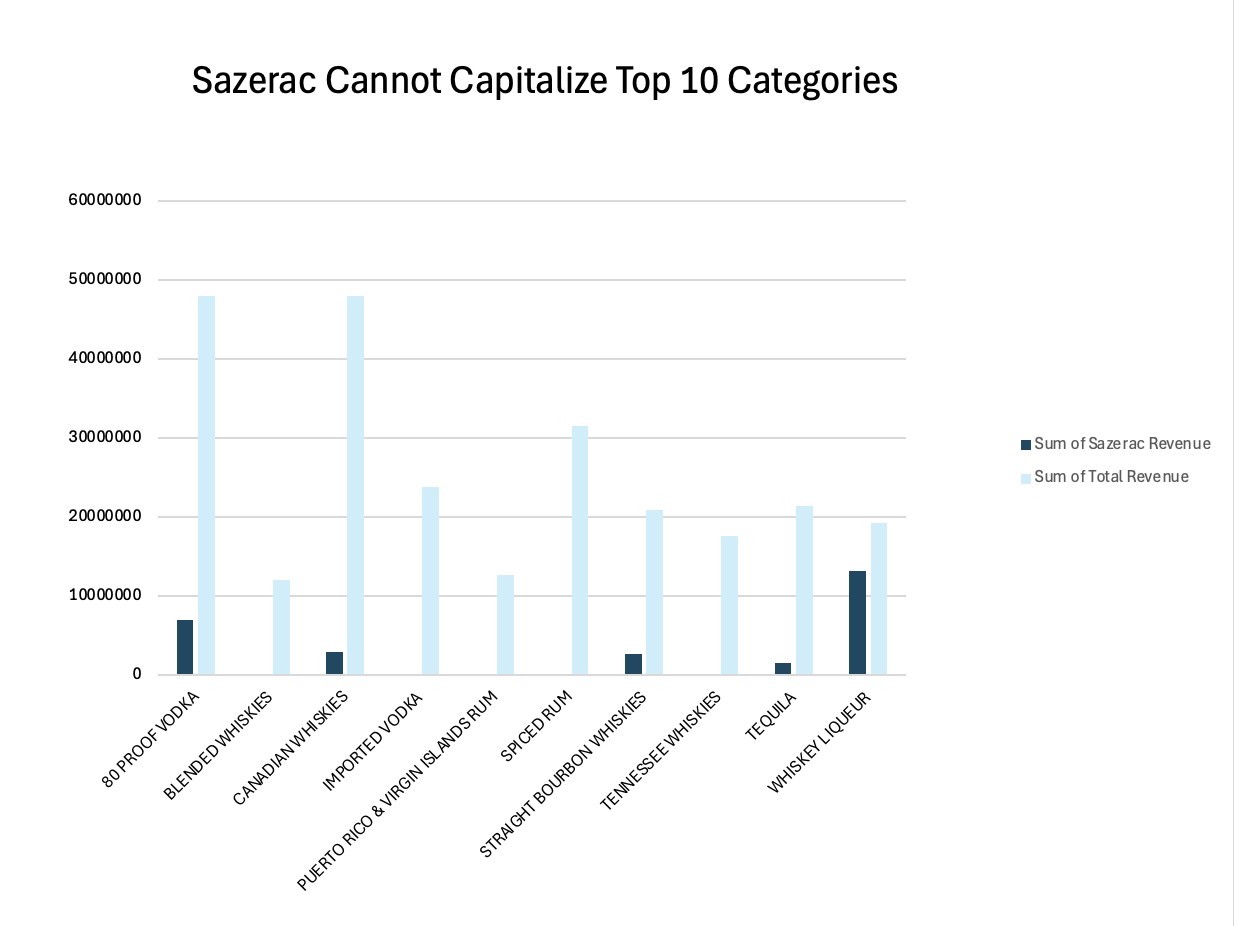 Sazerac Cannot Capitalize Top 10 Categories
60000000
50000000
40000000
30000000
20000000
10000000
0
80 PROOF VODKA
BLENDED WHISKIES
CANADIAN WHISKIES
IMPORTED VODKA
PUERTO RICO & VIRGIN ISLANDS RUM
SPICED RUM
STRAIGHT BOURBON WHISKIES
TENNESSEE WHISKIES
TEQUILA
WHISKEY LIQUEUR
Sum of Sazerac Revenue
Sum of Total Revenue